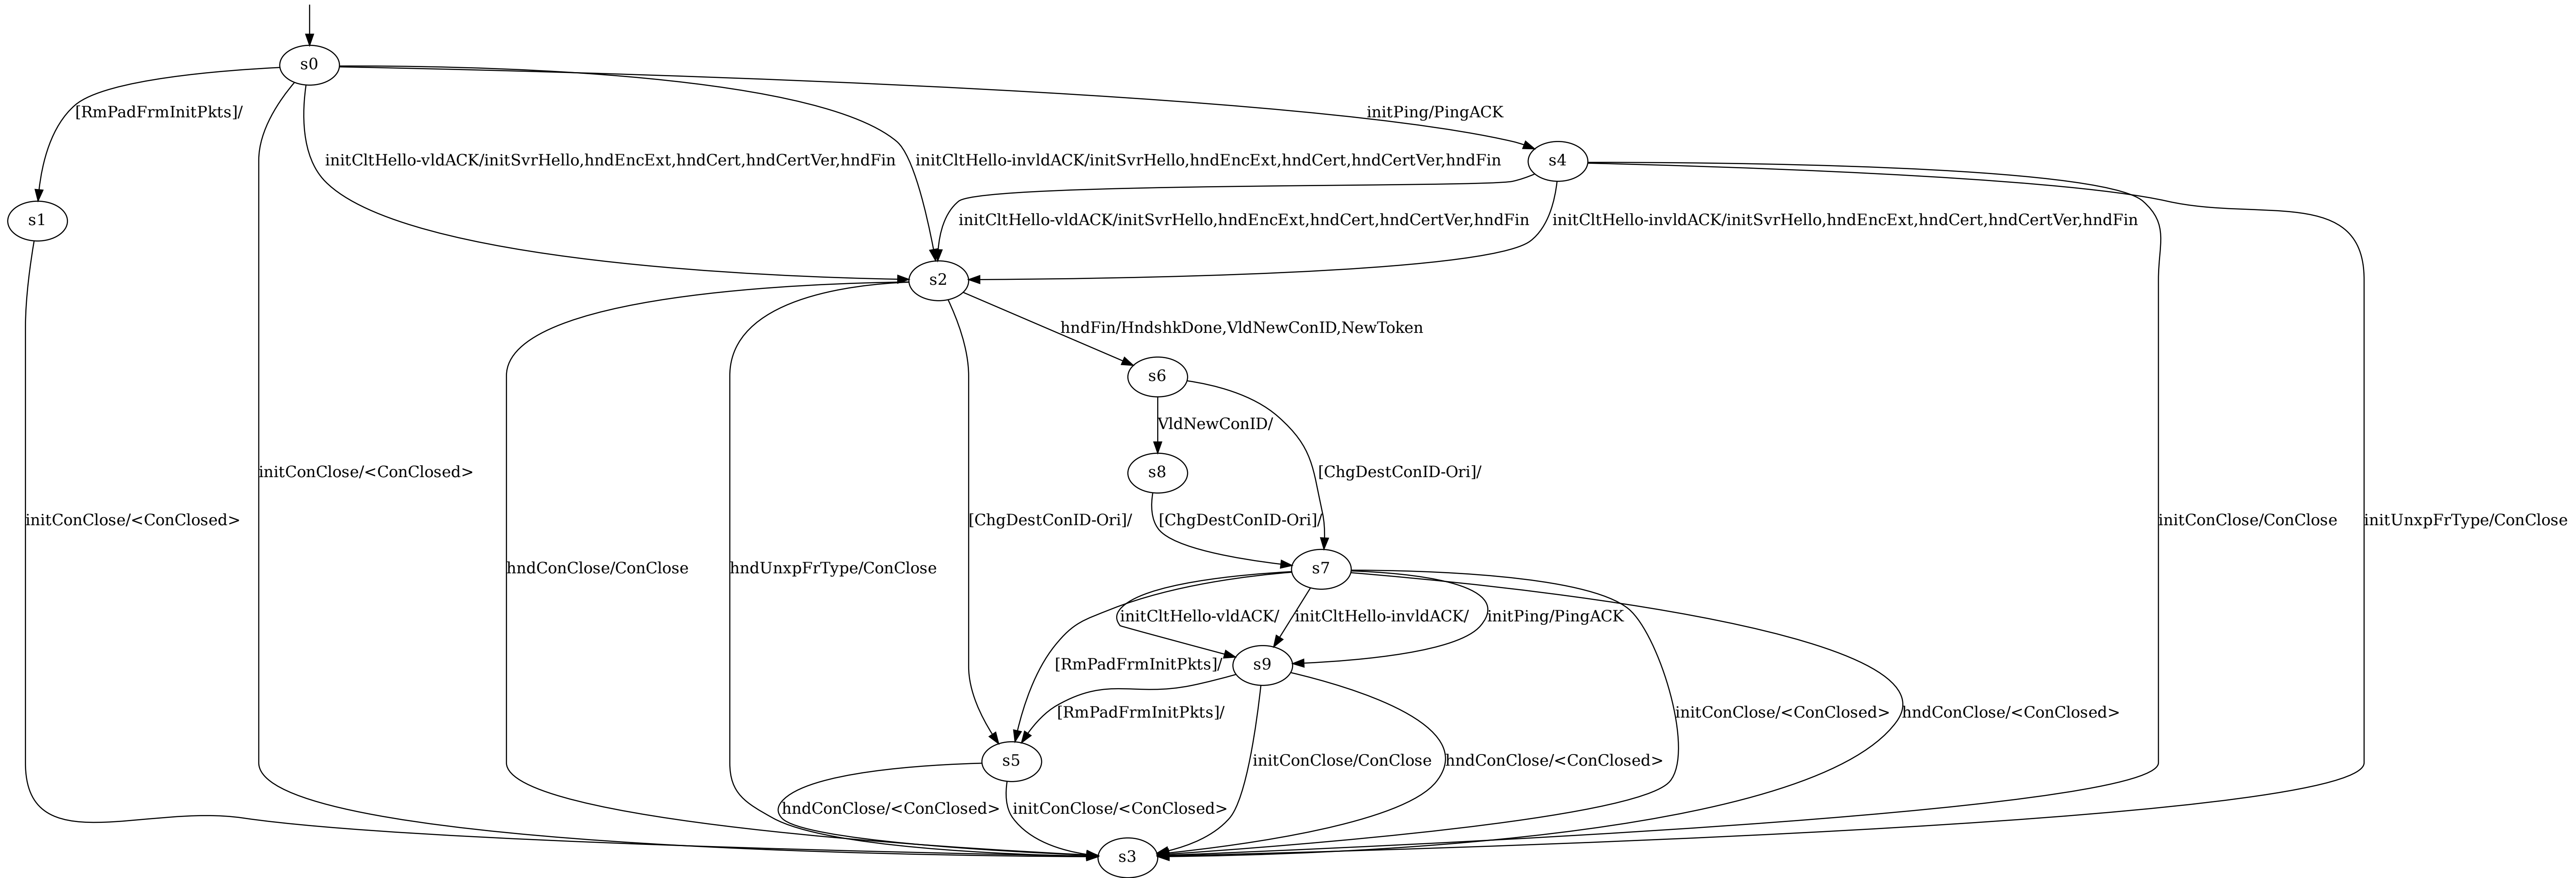 s0
[RmPadFrmInitPkts]/
initPing/PingACK
initCltHello-vldACK/initSvrHello,hndEncExt,hndCert,hndCertVer,hndFin
initCltHello-invldACK/initSvrHello,hndEncExt,hndCert,hndCertVer,hndFin
s4
s1
initCltHello-vldACK/initSvrHello,hndEncExt,hndCert,hndCertVer,hndFin
initCltHello-invldACK/initSvrHello,hndEncExt,hndCert,hndCertVer,hndFin
s2
hndFin/HndshkDone,VldNewConID,NewToken
s6
VldNewConID/
initConClose/<ConClosed>
s8
[ChgDestConID-Ori]/
initConClose/<ConClosed>
[ChgDestConID-Ori]/
[ChgDestConID-Ori]/
initConClose/ConClose
initUnxpFrType/ConClose
hndConClose/ConClose
hndUnxpFrType/ConClose
s7
initCltHello-vldACK/
initCltHello-invldACK/
initPing/PingACK
[RmPadFrmInitPkts]/
s9
[RmPadFrmInitPkts]/
initConClose/<ConClosed>
hndConClose/<ConClosed>
s5
initConClose/ConClose
hndConClose/<ConClosed>
hndConClose/<ConClosed>
initConClose/<ConClosed>
s3